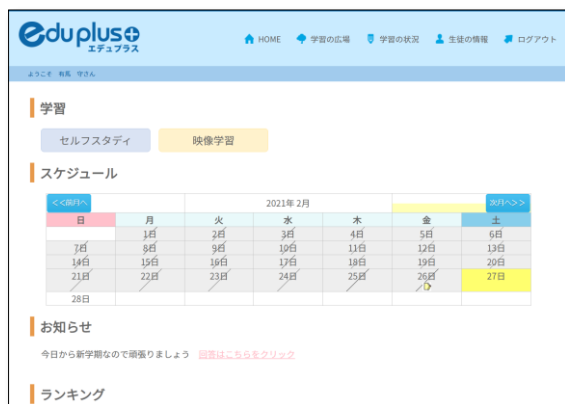 eduplus+
エデュプラス
HOME 学習の広場 学習の状況 生徒の情報 ログアウト
ようこそ 有馬 守さん
学習
セルフスタディ 映像学習
スケジュール
<<前月へ 2021年 2月 次月へ>>
日 月 火 水 木 金 土
1日 2日 3日 4日 5日 6日
7日 8日 9日 10日 11日 12日 13日
14日 15日 16日 17日 18日 19日 20日
21日 22日 23日 24日 25日 26日 27日
28日
お知らせ
今日から新学期なので頑張りましょう 回答はこちらをクリック
ランキング